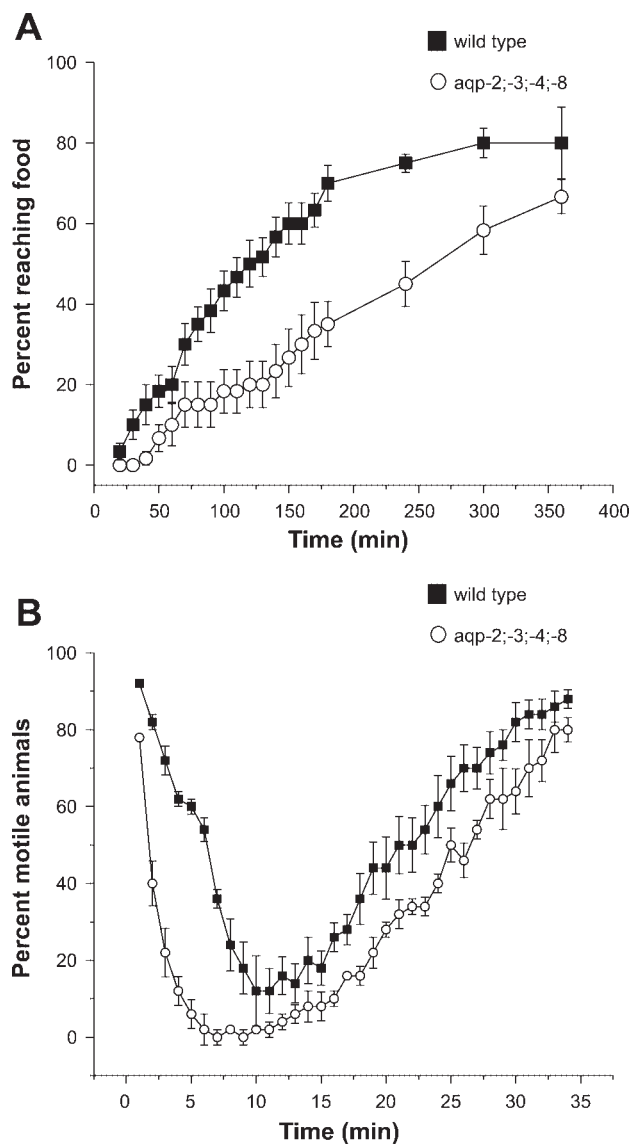 A
wild type
aqp-2;-3;-4;-8
100
80
60
40
20
0
Percent reaching food
0 50 100 150 200 250 300 350 400
Time (min)
B
wild type
aqp-2;-3;-4;-8
100
80
60
40
20
0
Percent motile animals
0 5 10 15 20 25 30 35
Time (min)